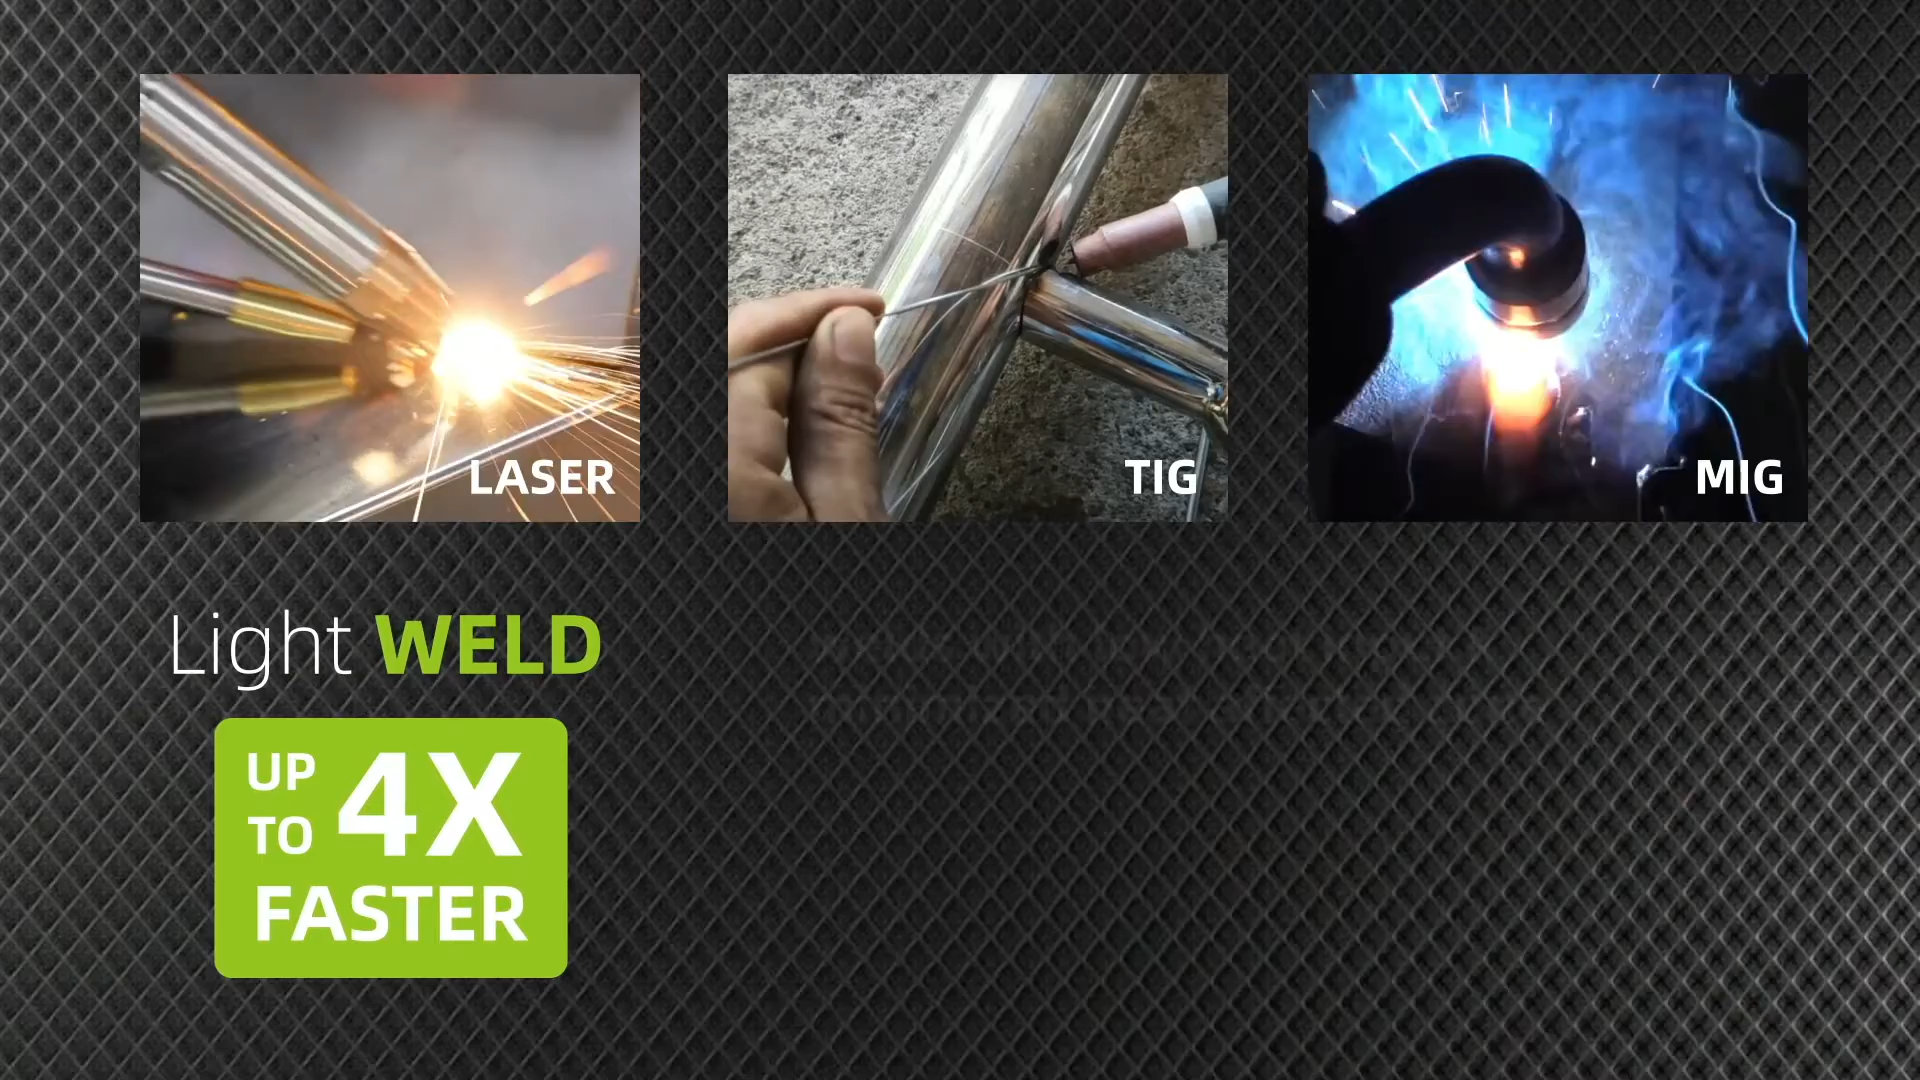 LASER
TIG
MIG
Light WELD
UP TO 4X
FASTER